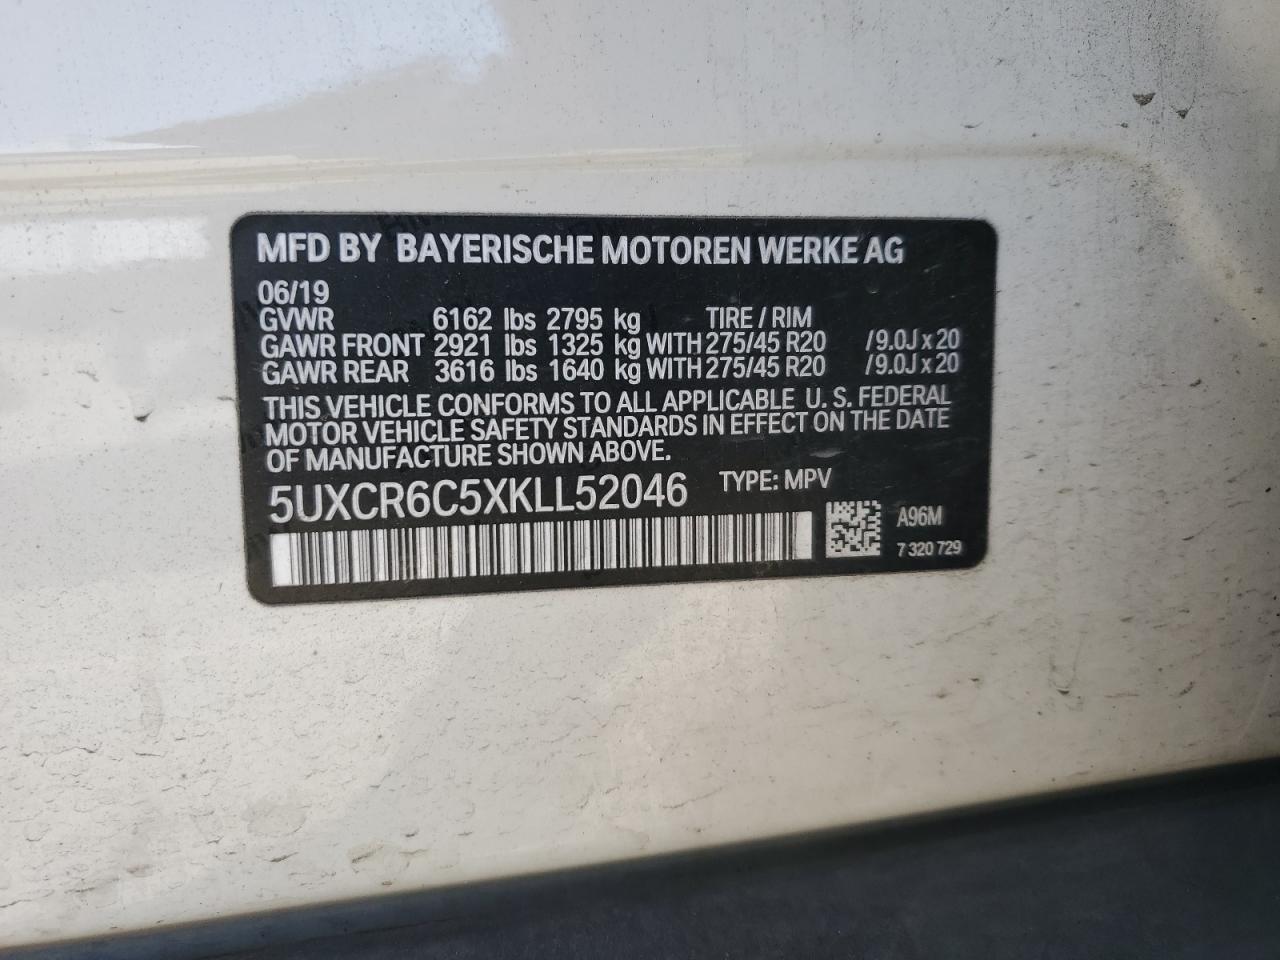 MFD BY BAYERISCHE MOTOREN WERKE AG
06/19
GVWR 6162 lbs 2795 kg TIRE / RIM
GAWR FRONT 2921 lbs 1325 kg WITH 275/45 R20 / 9.0J x 20
GAWR REAR 3616 lbs 1640 kg WITH 275/45 R20 / 9.0J x 20
THIS VEHICLE CONFORMS TO ALL APPLICABLE U. S. FEDERAL
MOTOR VEHICLE SAFETY STANDARDS IN EFFECT ON THE DATE
OF MANUFACTURE SHOWN ABOVE.
5UXCR6C5XKLL52046 TYPE: MPV
A96M
7 320 729